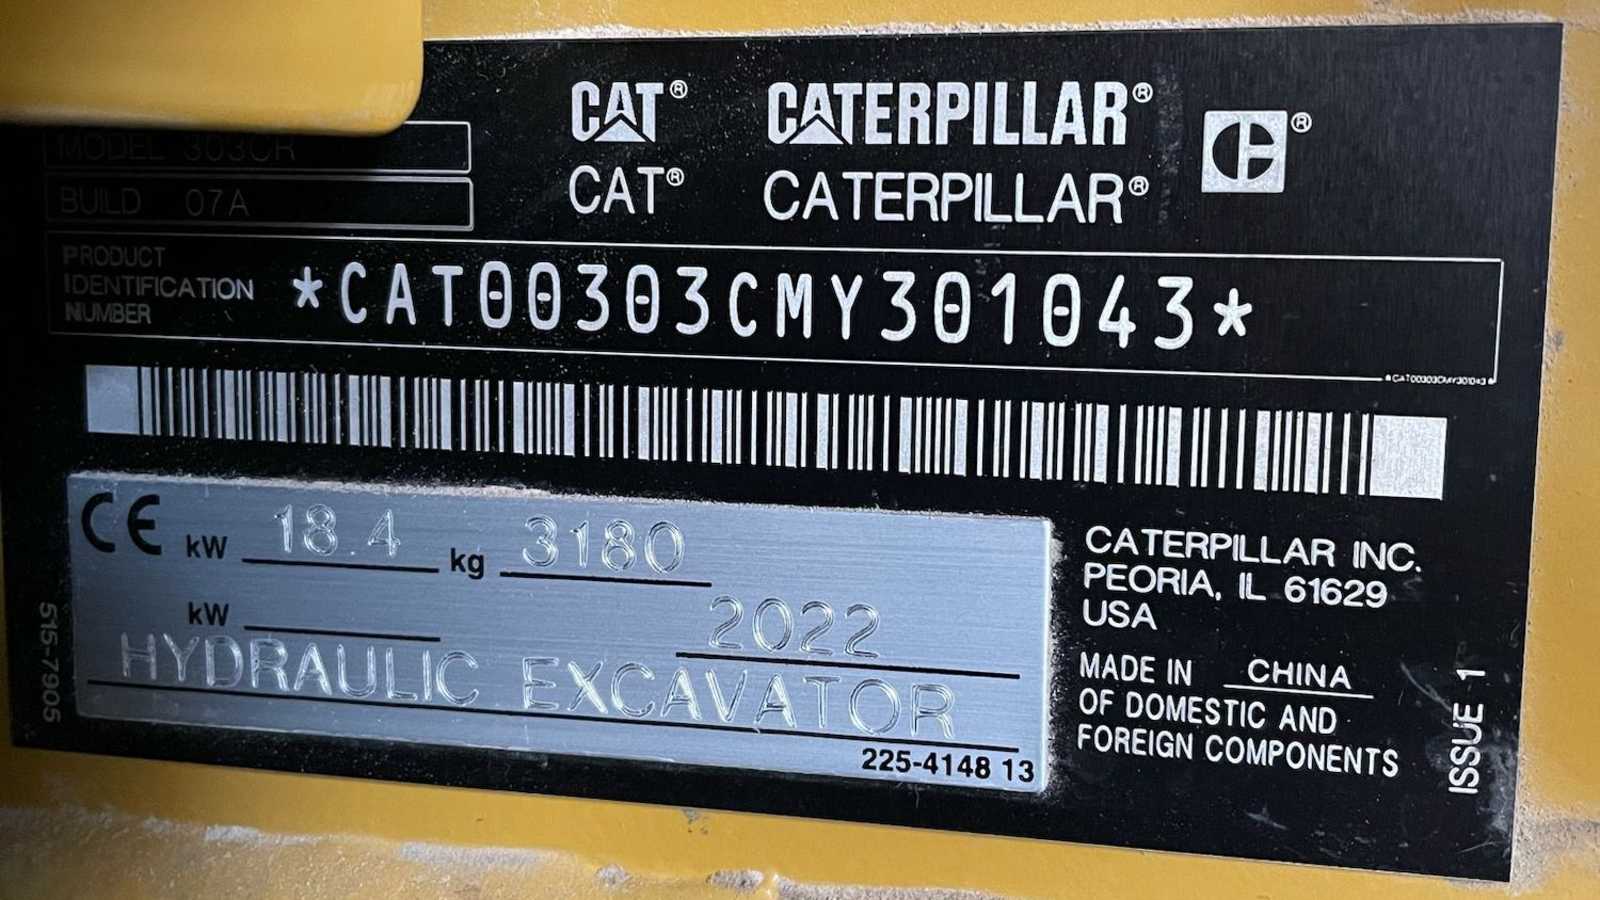 CAT® CATERPILLAR®
CAT® CATERPILLAR®
MODEL 303CR
BUILD 07A
PRODUCT
IDENTIFICATION
NUMBER
*CAT00303CMY301043*
*CAT00303CMY301043*
CE kW 18.4 kg 3180
kW
2022
HYDRAULIC EXCAVATOR
225-4148 13
515-7905
CATERPILLAR INC.
PEORIA, IL 61629
USA
MADE IN CHINA
OF DOMESTIC AND
FOREIGN COMPONENTS
ISSUE 1